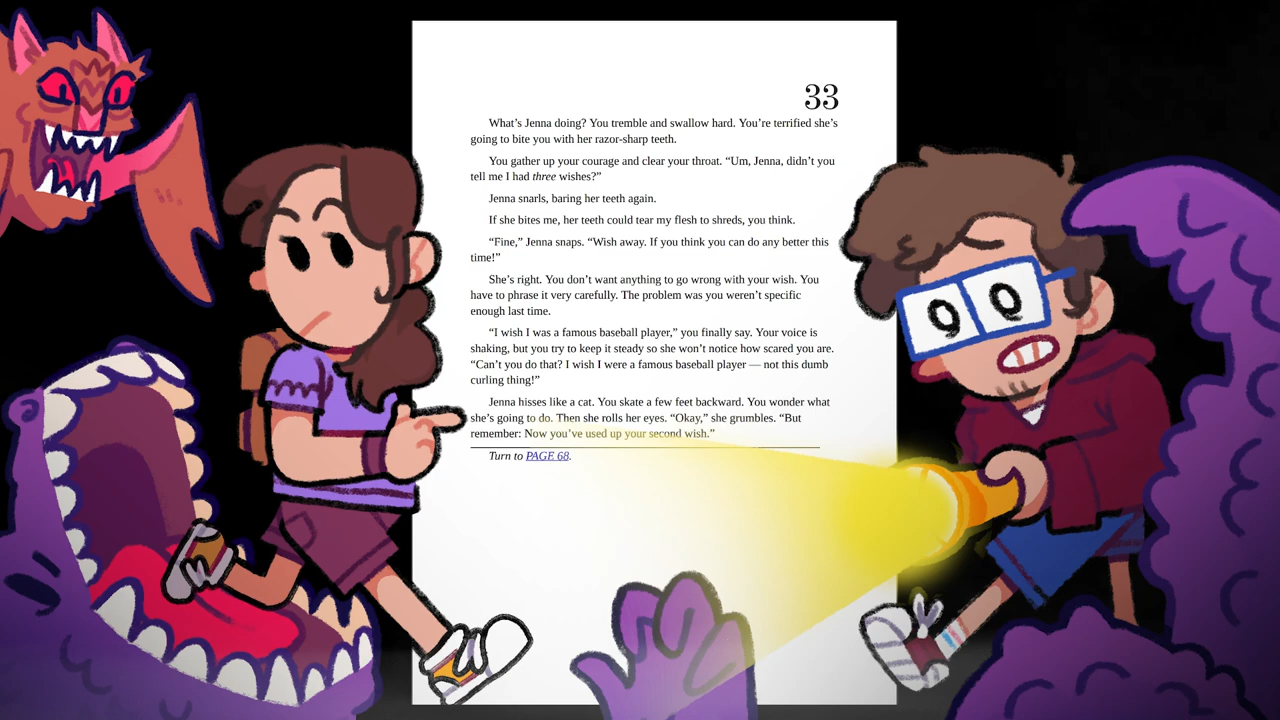 33
What’s Jenna doing? You tremble and swallow hard. You’re terrified she’s
going to bite you with her razor-sharp teeth.
You gather up your courage and clear your throat. “Um, Jenna, didn’t you
tell me I had three wishes?”
Jenna snarls, baring her teeth again.
If she bites me, her teeth could tear my flesh to shreds, you think.
“Fine,” Jenna snaps. “Wish away. If you think you can do any better this
time!”
She’s right. You don’t want anything to go wrong with your wish. You
have to phrase it very carefully. The problem was you weren’t specific
enough last time.
“I wish I was a famous baseball player,” you finally say. Your voice is
shaking, but you try to keep it steady so she won’t notice how scared you are.
“Can’t you do that? I wish I were a famous baseball player — not this dumb
curling thing!”
Jenna hisses like a cat. You skate a few feet backward. You wonder what
she’s going to do. Then she rolls her eyes. “Okay,” she grumbles. “But
remember: Now you’ve used up your second wish.”
Turn to PAGE 68.